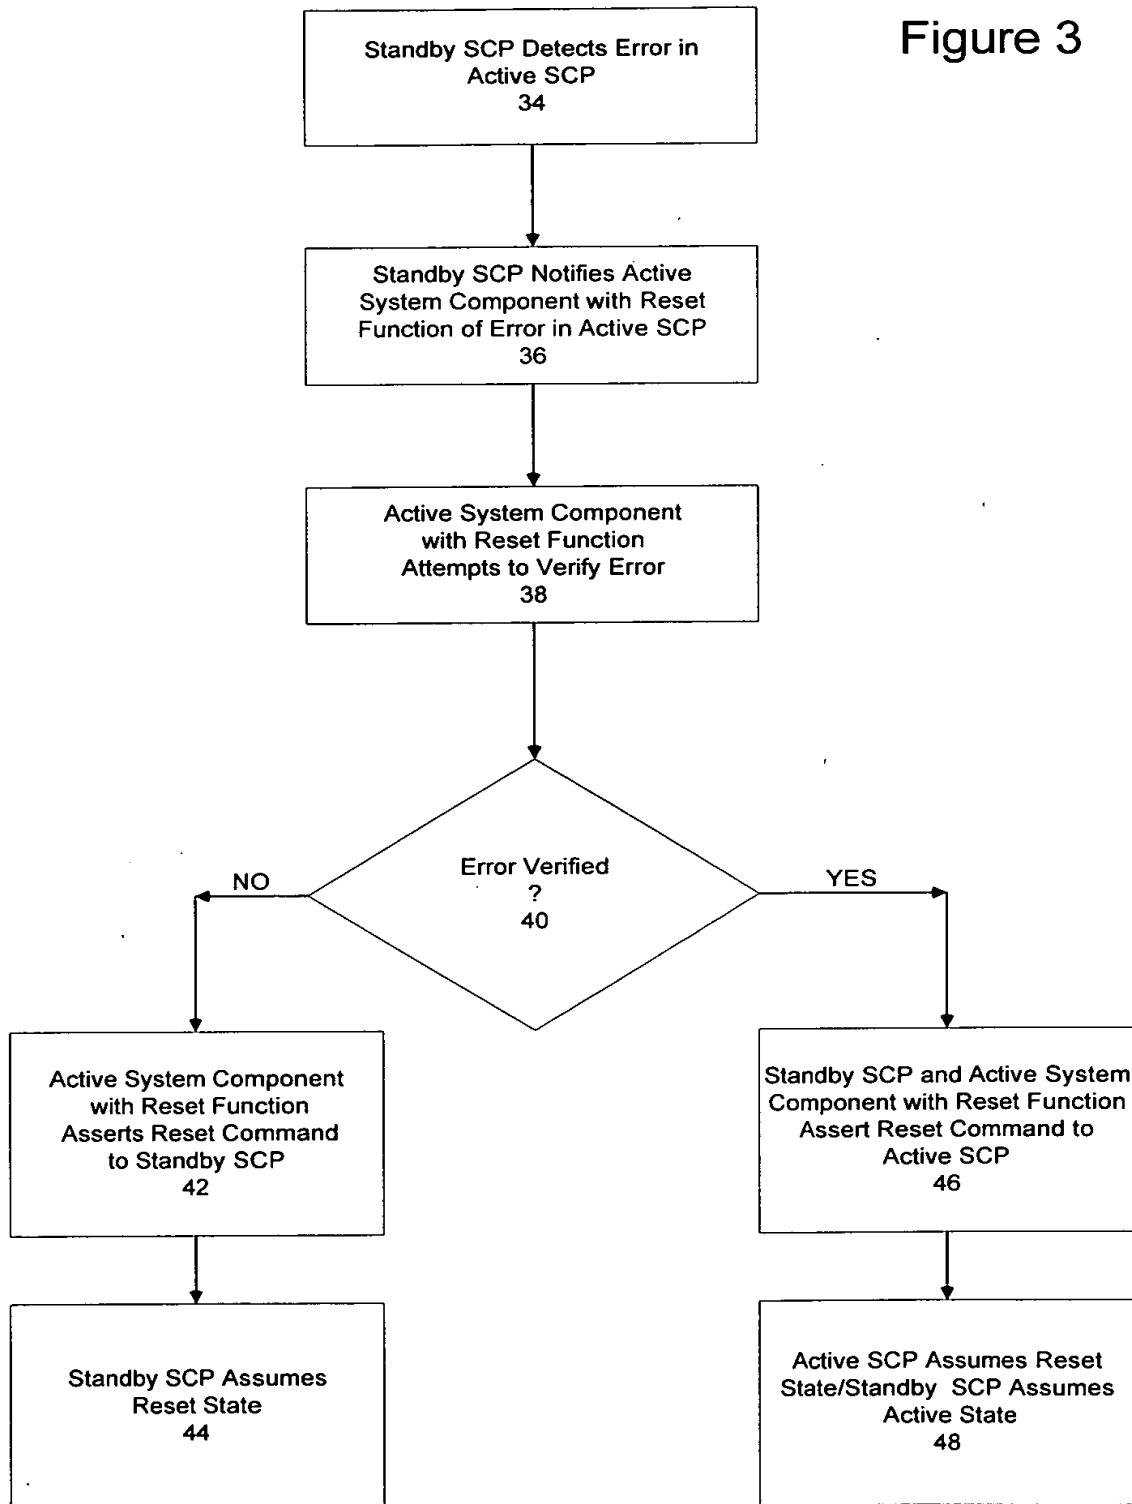 Figure 3
Standby SCP Detects Error in
Active SCP
34
Standby SCP Notifies Active
System Component with Reset
Function of Error in Active SCP
36
Active System Component
with Reset Function
Attempts to Verify Error
38
Error Verified
?
40
NO
YES
Active System Component
with Reset Function
Asserts Reset Command
to Standby SCP
42
Standby SCP and Active System
Component with Reset Function
Assert Reset Command to
Active SCP
46
Standby SCP Assumes
Reset State
44
Active SCP Assumes Reset
State/Standby SCP Assumes
Active State
48